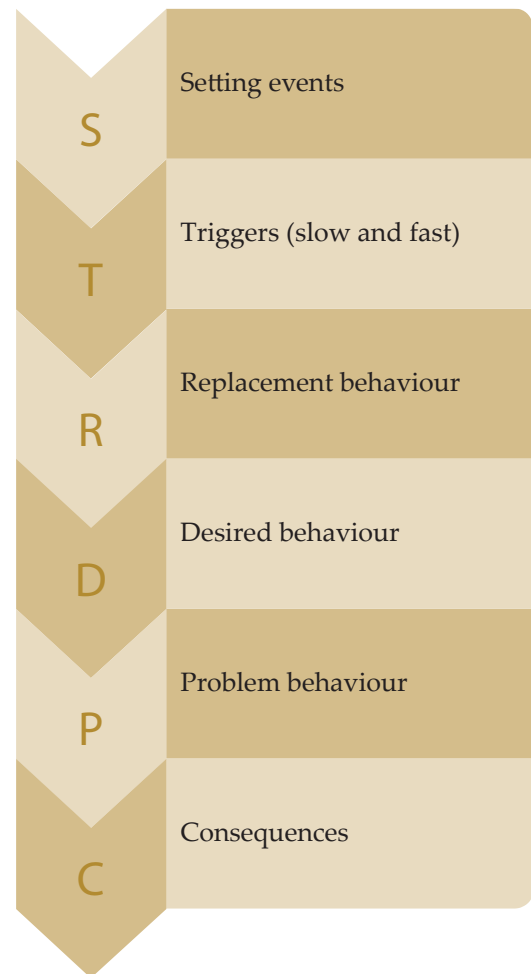 S
Setting events
T
Triggers (slow and fast)
R
Replacement behaviour
D
Desired behaviour
P
Problem behaviour
C
Consequences